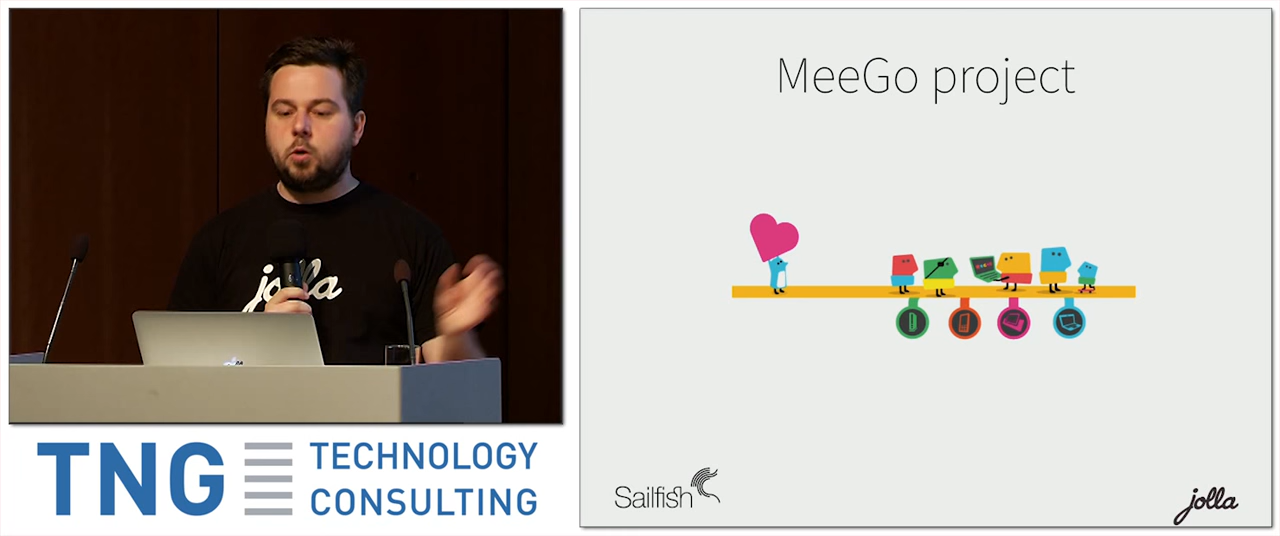 jolla
TNG
TECHNOLOGY
CONSULTING
MeeGo project
Sailfish
jolla